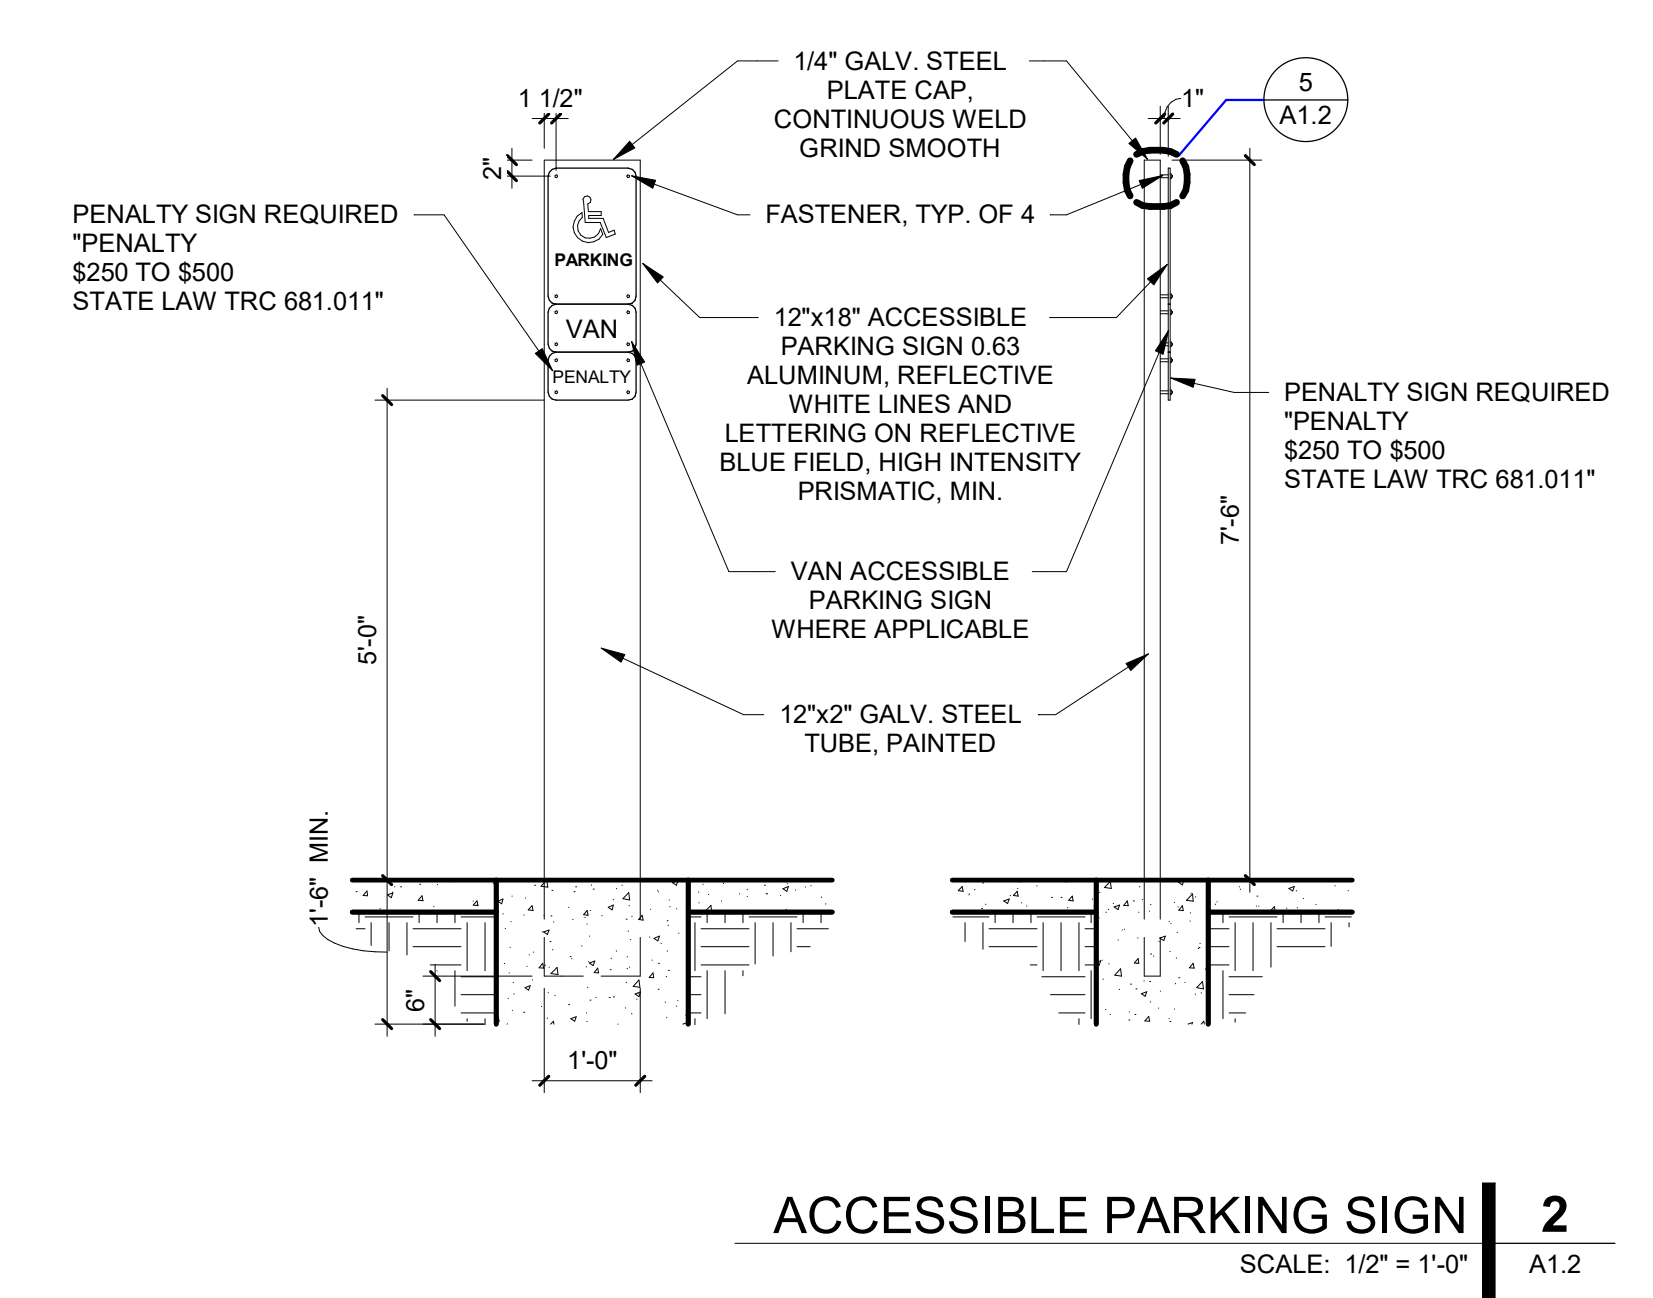 1/4" GALV. STEEL
PLATE CAP,
CONTINUOUS WELD
GRIND SMOOTH
5
A1.2
1 1/2"
1"
2"
PENALTY SIGN REQUIRED
"PENALTY
$250 TO $500
STATE LAW TRC 681.011"
PARKING
VAN
PENALTY
FASTENER, TYP. OF 4
12"x18" ACCESSIBLE
PARKING SIGN 0.63
ALUMINUM, REFLECTIVE
WHITE LINES AND
LETTERING ON REFLECTIVE
BLUE FIELD, HIGH INTENSITY
PRISMATIC, MIN.
PENALTY SIGN REQUIRED
"PENALTY
$250 TO $500
STATE LAW TRC 681.011"
7'-6"
VAN ACCESSIBLE
PARKING SIGN
WHERE APPLICABLE
5'-0"
12"x2" GALV. STEEL
TUBE, PAINTED
1'-6" MIN.
6"
1'-0"
ACCESSIBLE PARKING SIGN
2
SCALE: 1/2" = 1'-0"
A1.2